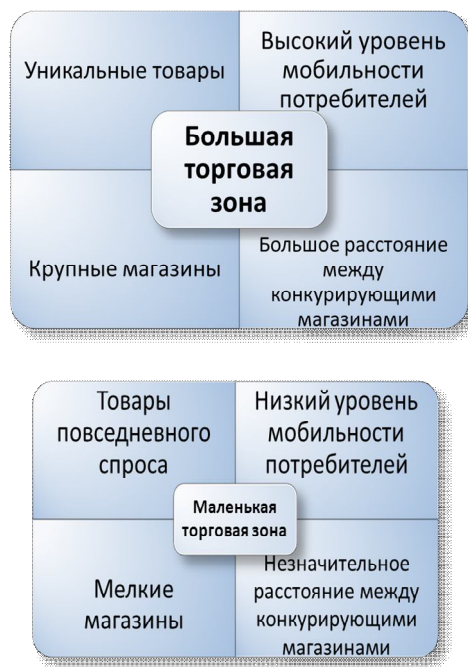 Уникальные товары
Высокий уровень
мобильности
потребителей
Большая
торговая
зона
Крупные магазины
Большое расстояние
между
конкурирующими
магазинами
Товары
повседневного
спроса
Низкий уровень
мобильности
потребителей
Маленькая
торговая зона
Мелкие
магазины
Незначительное
расстояние между
конкурирующими
магазинами